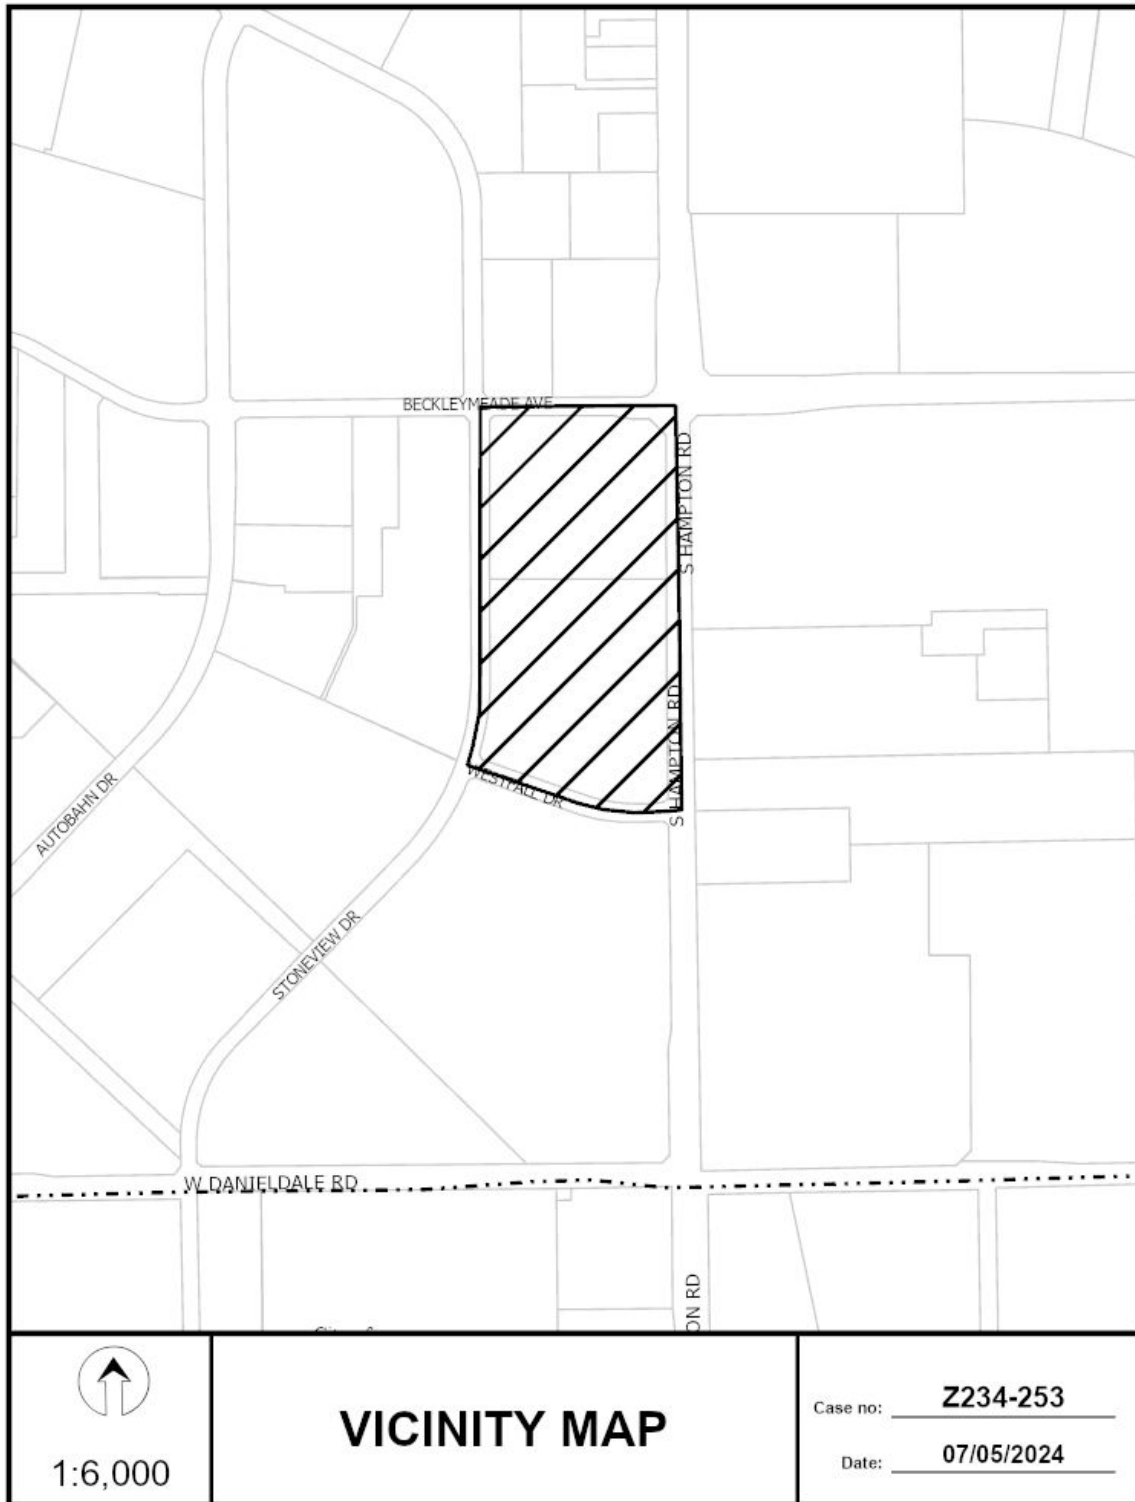 BECKLEYMEADE AVE
S HAMPTON RD
S HAMPTON RD
WESTFALL DR
AUTOBAHN DR
STONEVIEW DR
W DANIELDALE RD
ON RD
1:6,000
VICINITY MAP
Case no: Z234-253
Date: 07/05/2024